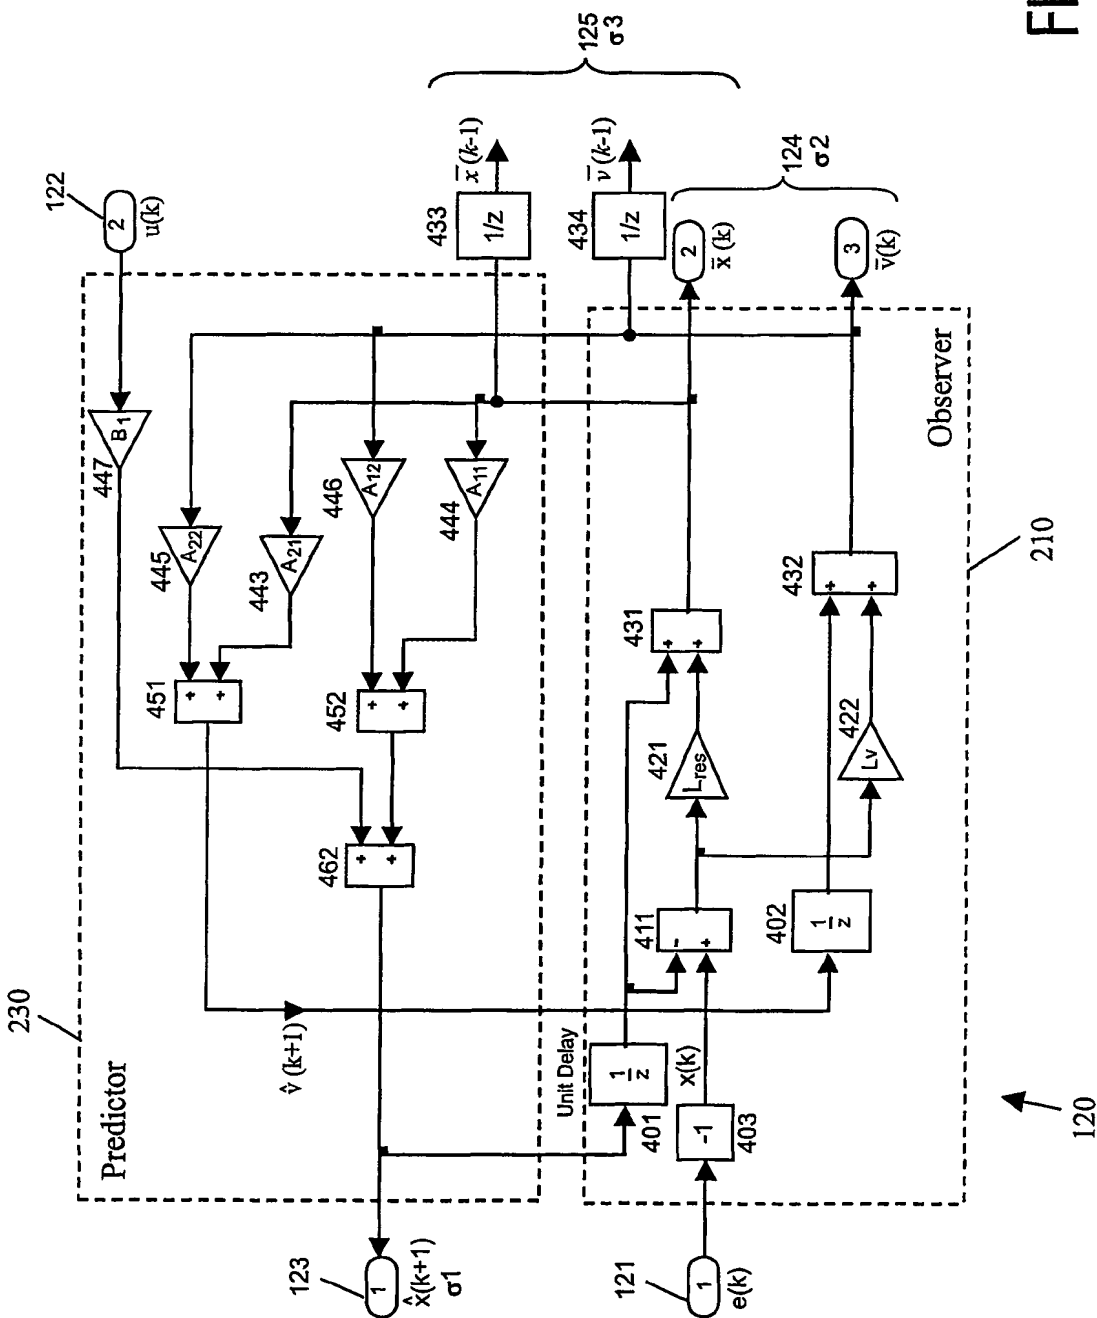 FI
125
σ3
x̄(k-1)
v̄(k-1)
124
σ2
122
2
u(k)
433
1/z
434
1/z
2
x̄(k)
3
v̄(k)
B1
447
Observer
A22
445
A21
443
A12
446
A11
444
210
+
+
451
+
+
452
+
+
431
+
+
432
Lres
421
Lv
422
+
+
462
-
+
411
1
z
402
230
Predictor
v̂(k+1)
Unit Delay
1
z
401
x(k)
-1
403
120
123
1
x̂(k+1)
σ1
121
1
e(k)